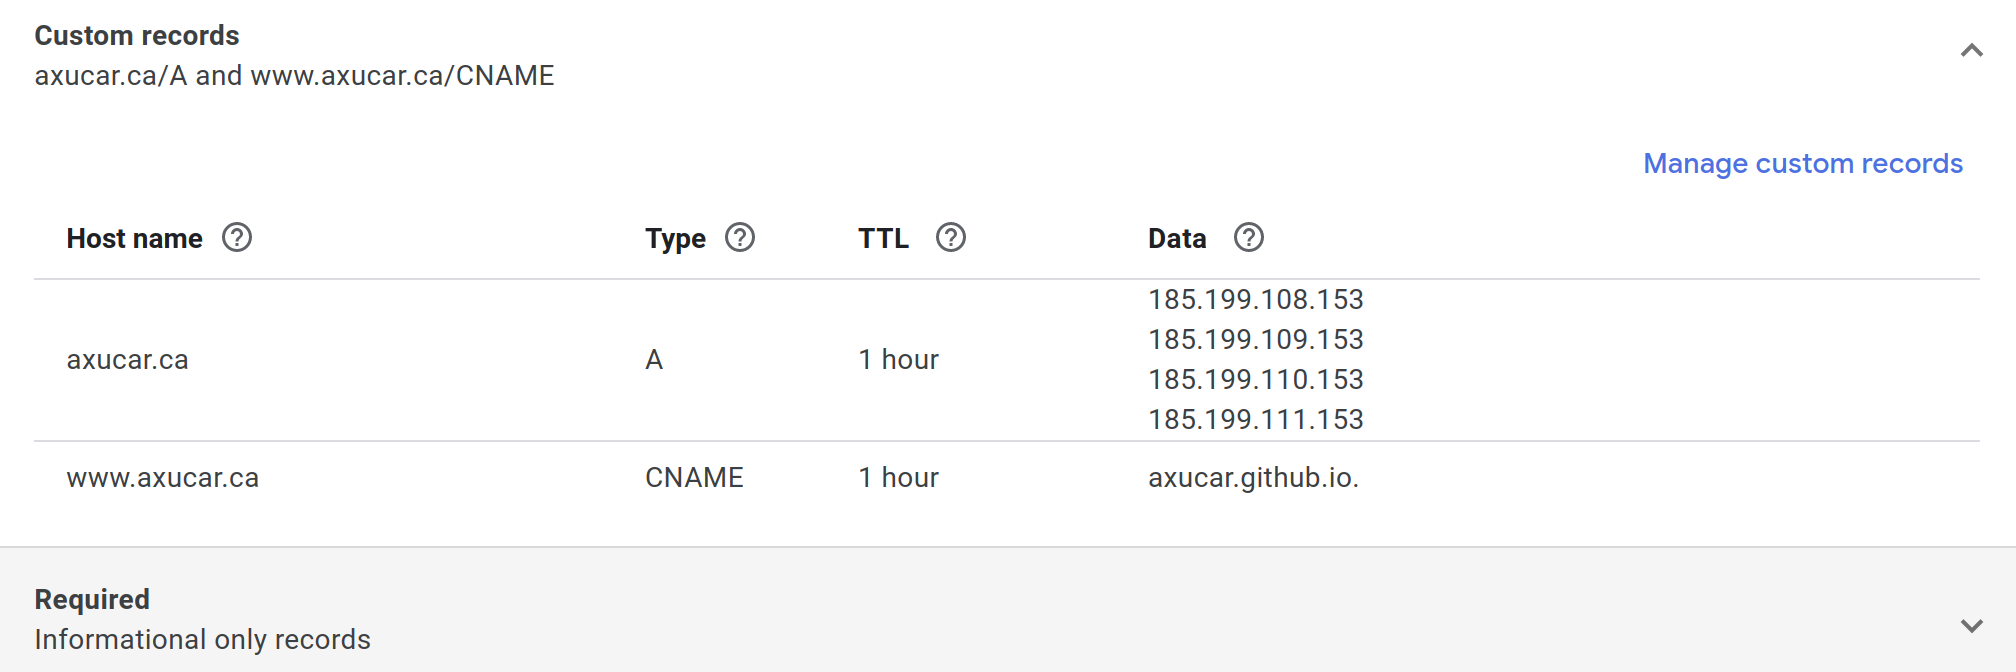 Custom records
axucar.ca/A and www.axucar.ca/CNAME
Manage custom records
Host name Type TTL Data
185.199.108.153
185.199.109.153
axucar.ca A 1 hour
185.199.110.153
185.199.111.153
www.axucar.ca CNAME 1 hour axucar.github.io.
Required
Informational only records